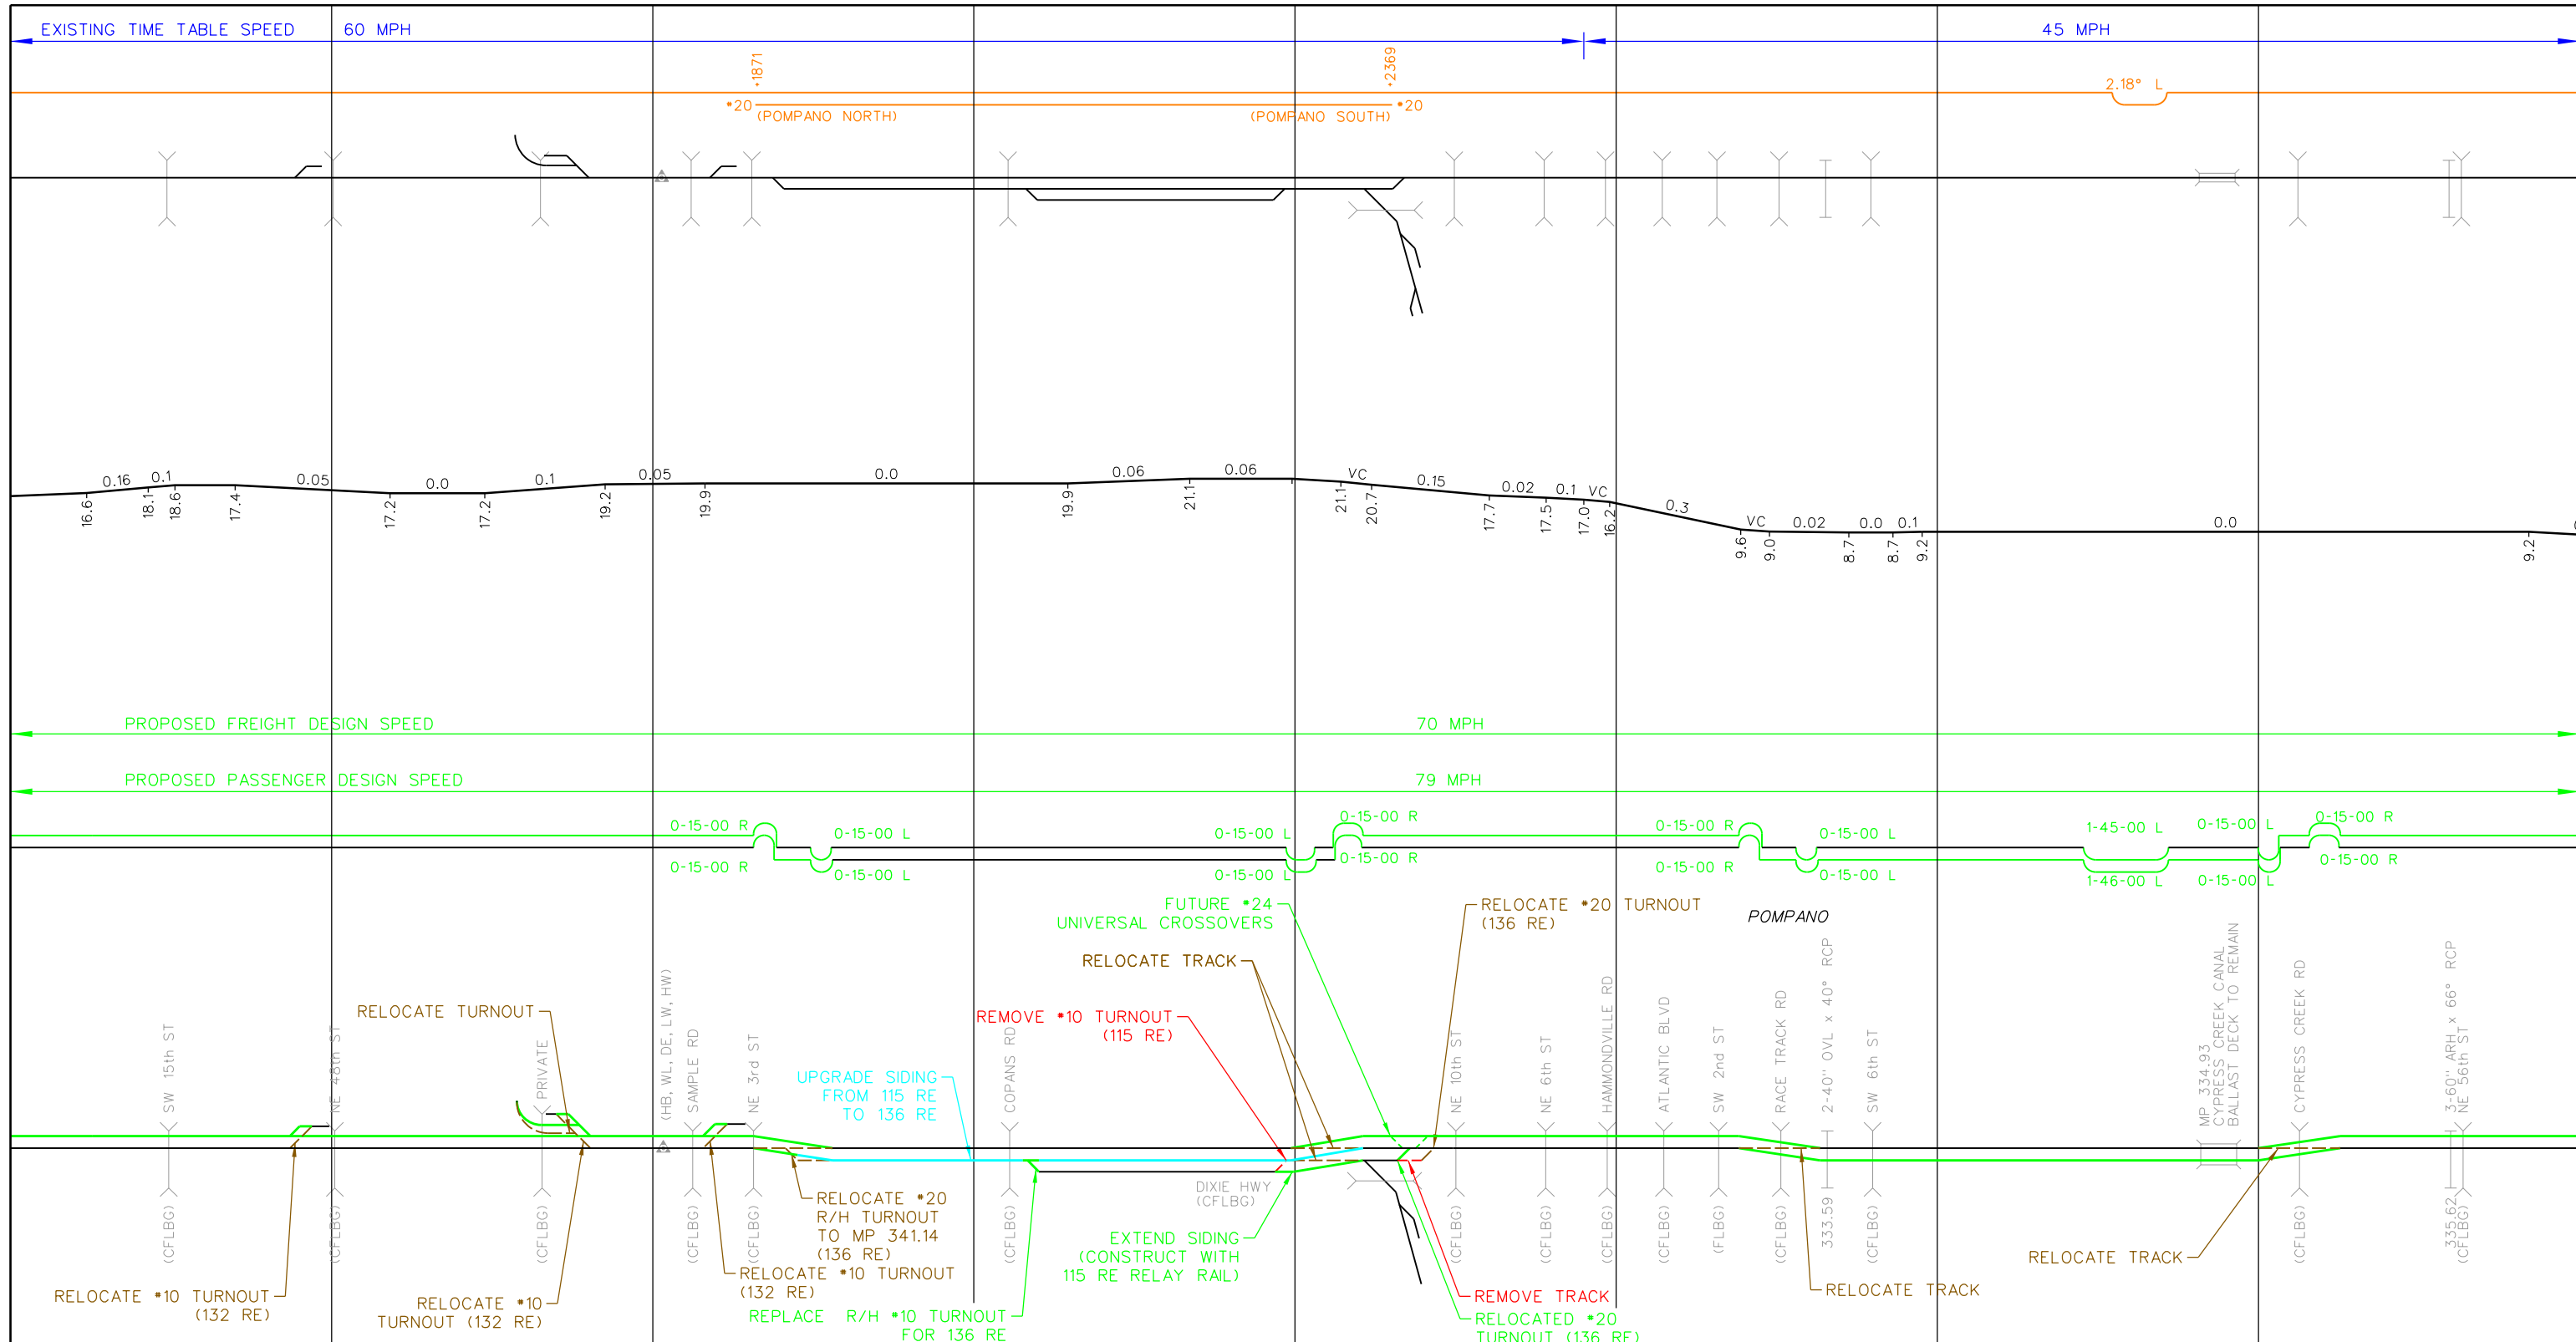 EXISTING TIME TABLE SPEED 60 MPH
45 MPH
*1871
*2369
2.18° L
*20
*20
(POMPANO NORTH)
(POMPANO SOUTH)
0.16
0.1
0.05
0.0
0.1
0.05
0.0
0.06
0.06
VC
0.15
0.02
0.1
VC
0.3
VC
0.02
0.0
0.1
0.0
16.6
18.1
18.6
17.4
17.2
17.2
19.2
19.9
19.9
21.1
21.1
20.7
17.7
17.5
17.0
16.2
9.6
9.0
8.7
8.7
9.2
9.2
PROPOSED FREIGHT DESIGN SPEED
70 MPH
PROPOSED PASSENGER DESIGN SPEED
79 MPH
0-15-00 R
0-15-00 L
0-15-00 L
0-15-00 R
0-15-00 R
0-15-00 L
1-45-00 L
0-15-00 L
0-15-00 R
0-15-00 R
0-15-00 L
0-15-00 L
0-15-00 R
0-15-00 R
0-15-00 L
1-46-00 L
0-15-00 L
0-15-00 R
FUTURE *24
UNIVERSAL CROSSOVERS
RELOCATE *20 TURNOUT
(136 RE)
POMPANO
RELOCATE TRACK
RELOCATE TURNOUT
REMOVE *10 TURNOUT
(115 RE)
UPGRADE SIDING
FROM 115 RE
TO 136 RE
SW 15th ST
NE 48th ST
PRIVATE
(HB, WL, DE, LW, HW)
SAMPLE RD
NE 3rd ST
COPANS RD
NE 10th ST
NE 6th ST
HAMMONDVILLE RD
ATLANTIC BLVD
SW 2nd ST
RACE TRACK RD
2-40" OVL x 40° RCP
SW 6th ST
MP 334.93
CYPRESS CREEK CANAL
BALLAST DECK TO REMAIN
CYPRESS CREEK RD
3-60" ARH x 66° RCP
NE 56th ST
DIXIE HWY
(CFLBG)
(CFLBG)
(CFLBG)
(CFLBG)
(CFLBG)
(CFLBG)
(CFLBG)
(CFLBG)
(CFLBG)
(CFLBG)
(CFLBG)
(FLBG)
(CFLBG)
333.59
(CFLBG)
(CFLBG)
335.62
(CFLBG)
RELOCATE *20
R/H TURNOUT
TO MP 341.14
(136 RE)
RELOCATE *10 TURNOUT
(132 RE)
EXTEND SIDING
(CONSTRUCT WITH
115 RE RELAY RAIL)
RELOCATE TRACK
RELOCATE TRACK
RELOCATE *10 TURNOUT
(132 RE)
RELOCATE *10
TURNOUT (132 RE)
REPLACE R/H *10 TURNOUT
FOR 136 RE
REMOVE TRACK
RELOCATED *20
TURNOUT (136 RE)